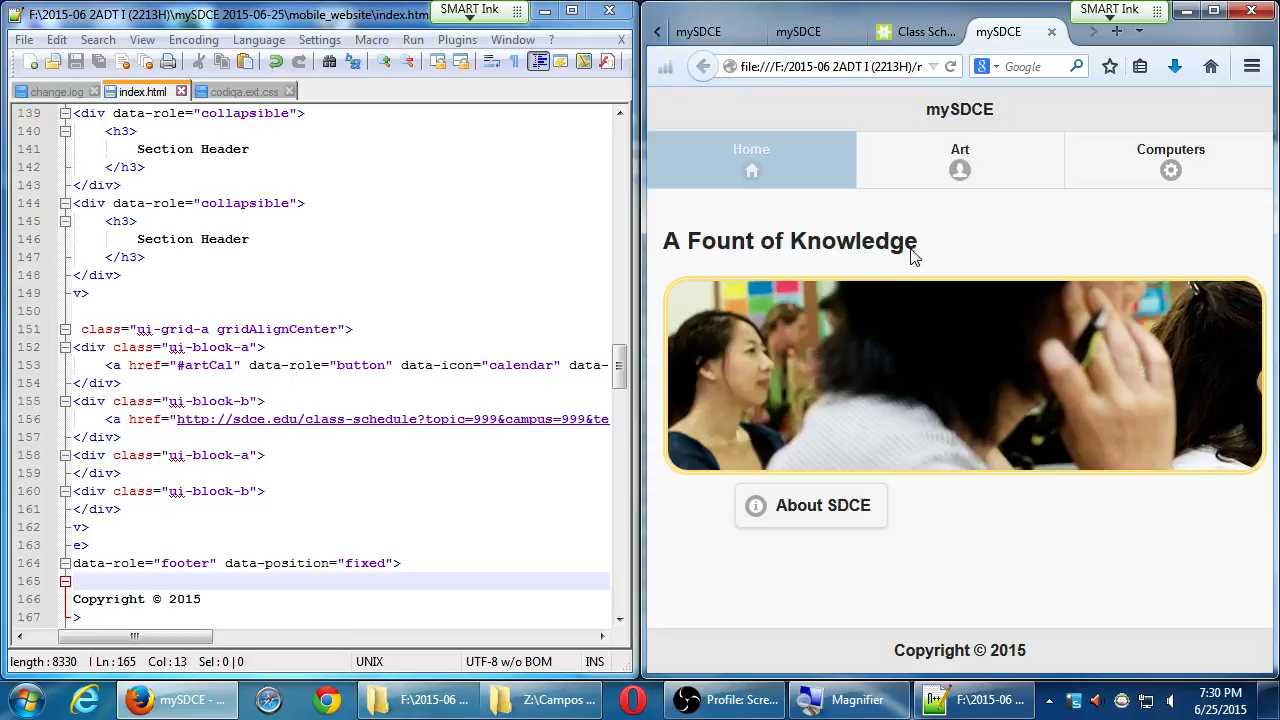 F:\2015-06 2ADT I (2213H)\mySDCE 2015-06-25\mobile_website\index.htm
SMART Ink
File Edit Search View Encoding Language Settings Macro Run Plugins Window ? X
change.log index.html codiqa.ext.css
139 <div data-role="collapsible">
140 <h3>
141 Section Header
142 </h3>
143 </div>
144 <div data-role="collapsible">
145 <h3>
146 Section Header
147 </h3>
148 </div>
149 v>
150
151 class="ui-grid-a gridAlignCenter">
152 <div class="ui-block-a">
153 <a href="#artCal" data-role="button" data-icon="calendar" data-
154 </div>
155 <div class="ui-block-b">
156 <a href="http://sdce.edu/class-schedule?topic=999&campus=999&te
157 </div>
158 <div class="ui-block-a">
159 </div>
160 <div class="ui-block-b">
161 </div>
162 v>
163 e>
164 data-role="footer" data-position="fixed">
165
166 Copyright © 2015
167 >
length : 8330 Ln : 165 Col : 13 Sel : 0 | 0 UNIX UTF-8 w/o BOM INS
SMART Ink
mySDCE mySDCE Class Sch... mySDCE
file:///F:/2015-06 2ADT I (2213H)/r
Google
mySDCE
Home Art Computers
A Fount of Knowledge
About SDCE
Copyright © 2015
mySDCE - ... F:\2015-06 ... Z:\Campos ... Profile: Scre... Magnifier F:\2015-06 ...
7:30 PM
6/25/2015